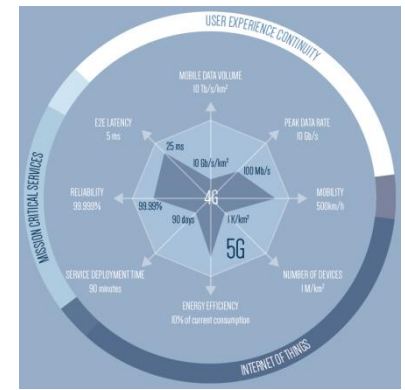 USER EXPERIENCE CONTINUITY
MOBILE DATA VOLUME
10 Tb/s/km²
E2E LATENCY
5 ms
PEAK DATA RATE
10 Gb/s
25 ms
10 Gb/s/km²
100 Mb/s
RELIABILITY
99.999%
99.99%
4G
MOBILITY
500km/h
90 days
1 K/km²
5G
SERVICE DEPLOYMENT TIME
90 minutes
NUMBER OF DEVICES
1 M/km²
ENERGY EFFICIENCY
10% of current consumption
MISSION CRITICAL SERVICES
INTERNET OF THINGS